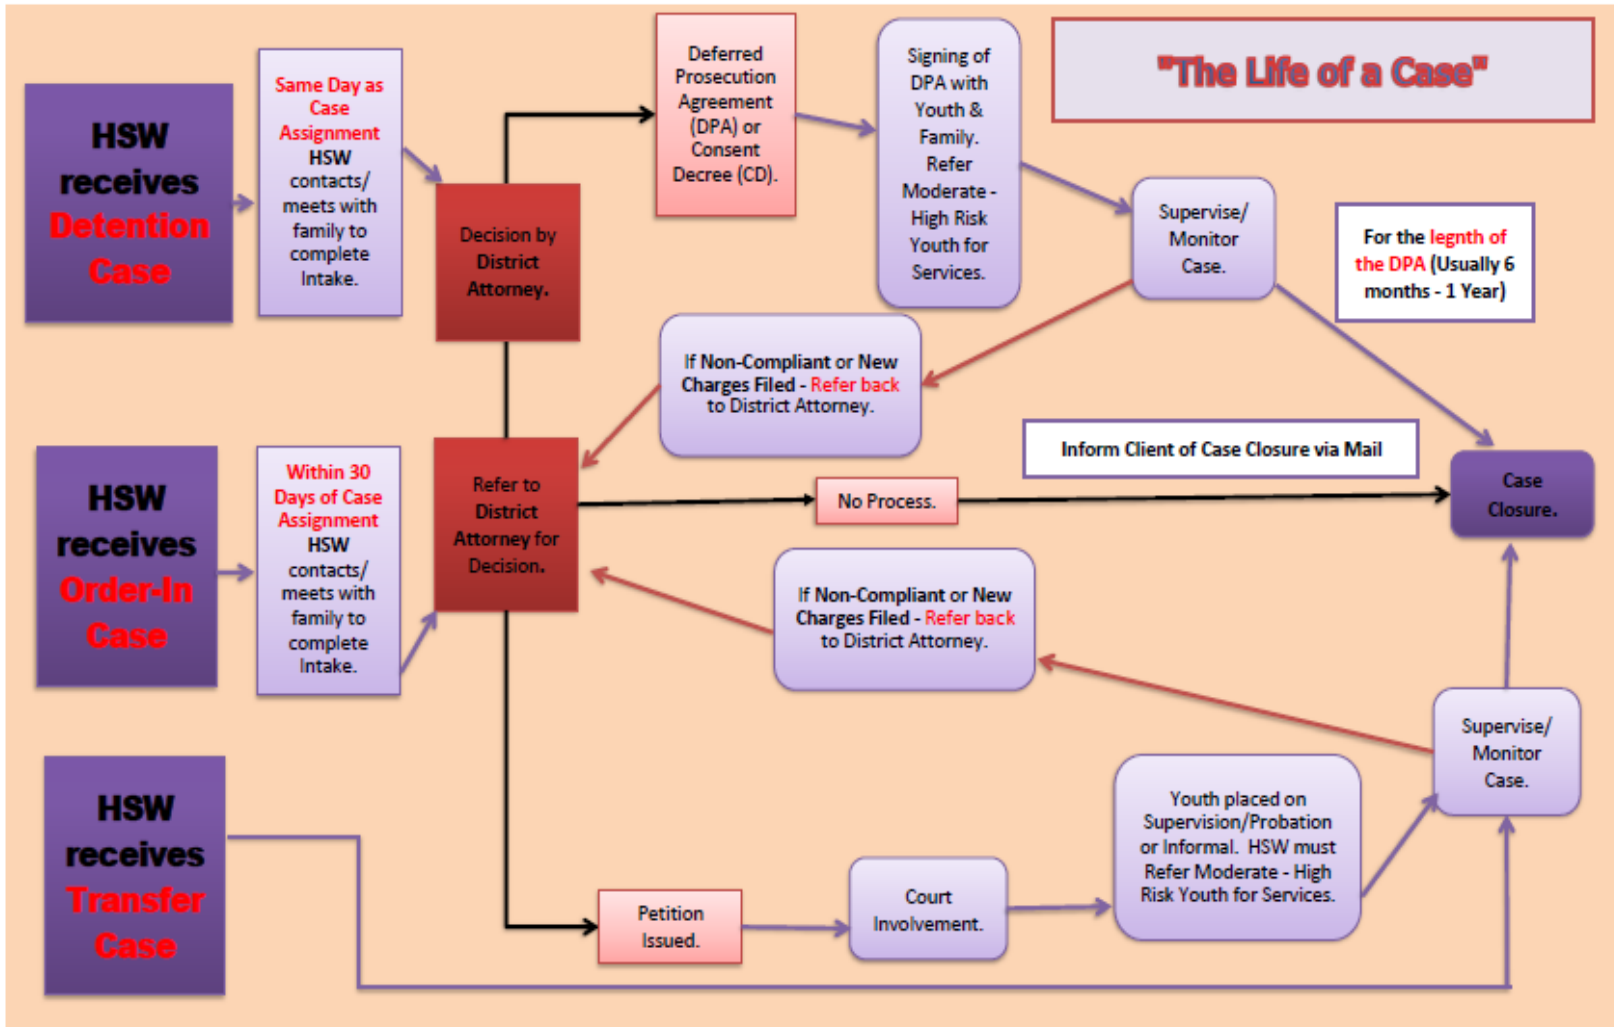 "The Life of a Case"
HSW
receives
Detention
Case
Same Day as
Case
Assignment
HSW
contacts/
meets with
family to
complete
Intake.
Decision by
District
Attorney.
Deferred
Prosecution
Agreement
(DPA) or
Consent
Decree (CD).
Signing of
DPA with
Youth &
Family.
Refer
Moderate -
High Risk
Youth for
Services.
Supervise/
Monitor
Case.
For the legnth of
the DPA (Usually 6
months - 1 Year)
If Non-Compliant or New
Charges Filed - Refer back
to District Attorney.
HSW
receives
Order-In
Case
Within 30
Days of Case
Assignment
HSW
contacts/
meets with
family to
complete
Intake.
Refer to
District
Attorney for
Decision.
No Process.
Inform Client of Case Closure via Mail
Case
Closure.
If Non-Compliant or New
Charges Filed - Refer back
to District Attorney.
HSW
receives
Transfer
Case
Petition
Issued.
Court
Involvement.
Youth placed on
Supervision/Probation
or Informal. HSW must
Refer Moderate - High
Risk Youth for Services.
Supervise/
Monitor
Case.